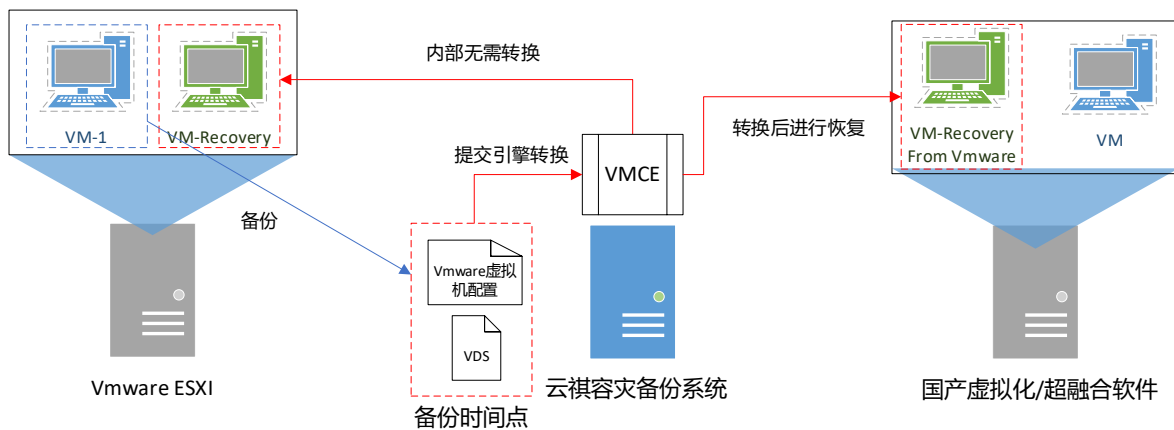 VM-1
VM-Recovery
内部无需转换
VM-Recovery
From Vmware
VM
转换后进行恢复
提交引擎转换
VMCE
备份
Vmware虚拟
机配置
VDS
Vmware ESXI
备份时间点
云祺容灾备份系统
国产虚拟化/超融合软件